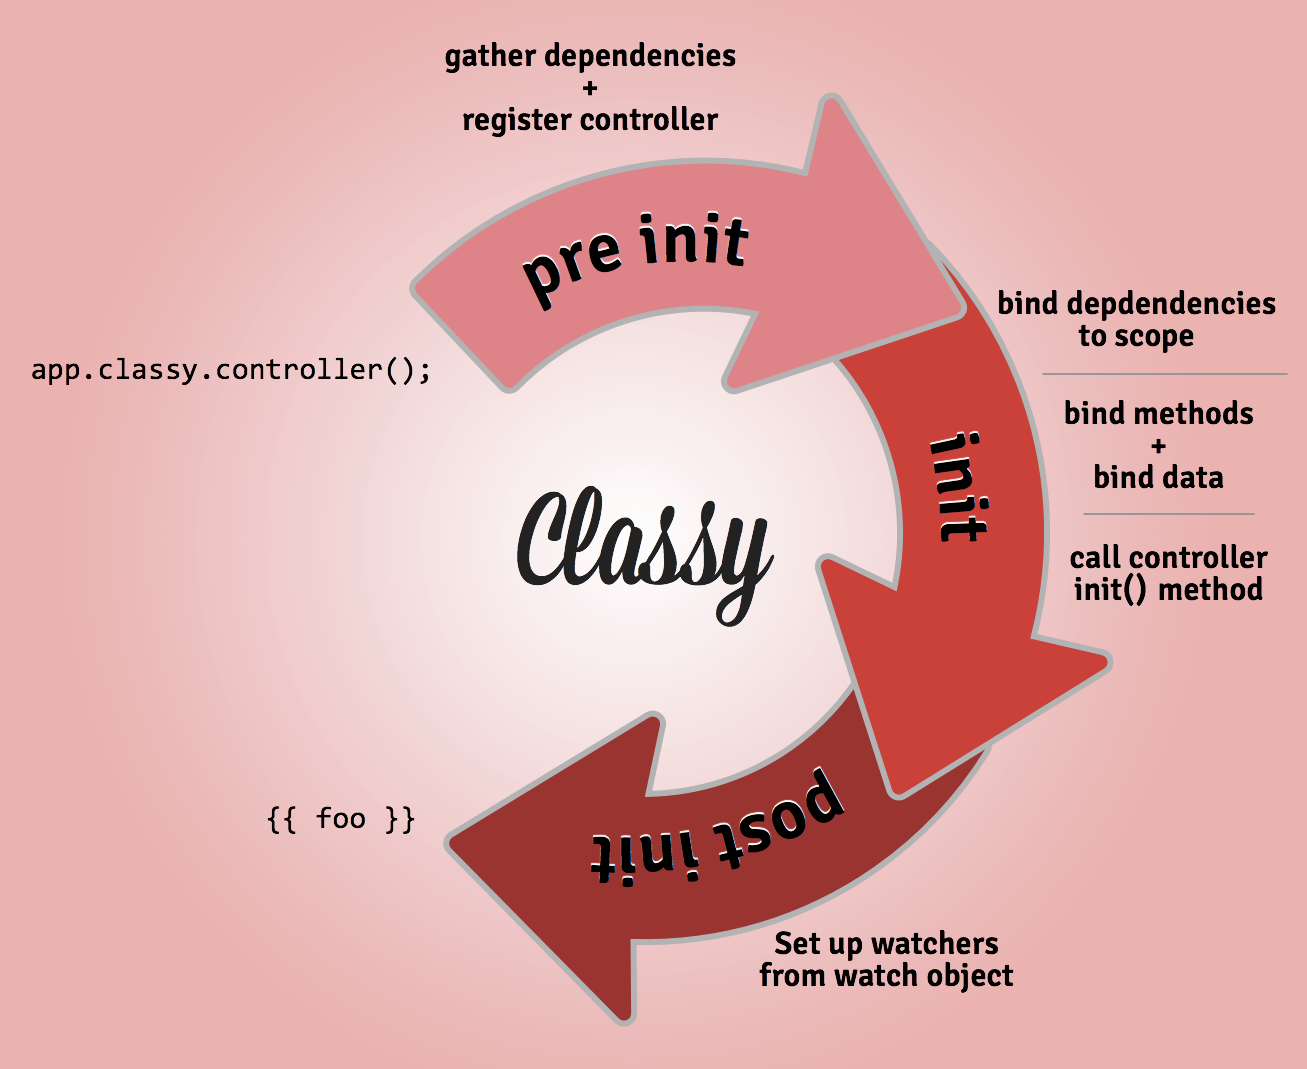 gather dependencies
+
register controller
pre init
app.classy.controller();
bind depdendencies
to scope
bind methods
+
bind data
init
call controller
init() method
Classy
post init
{{ foo }}
Set up watchers
from watch object